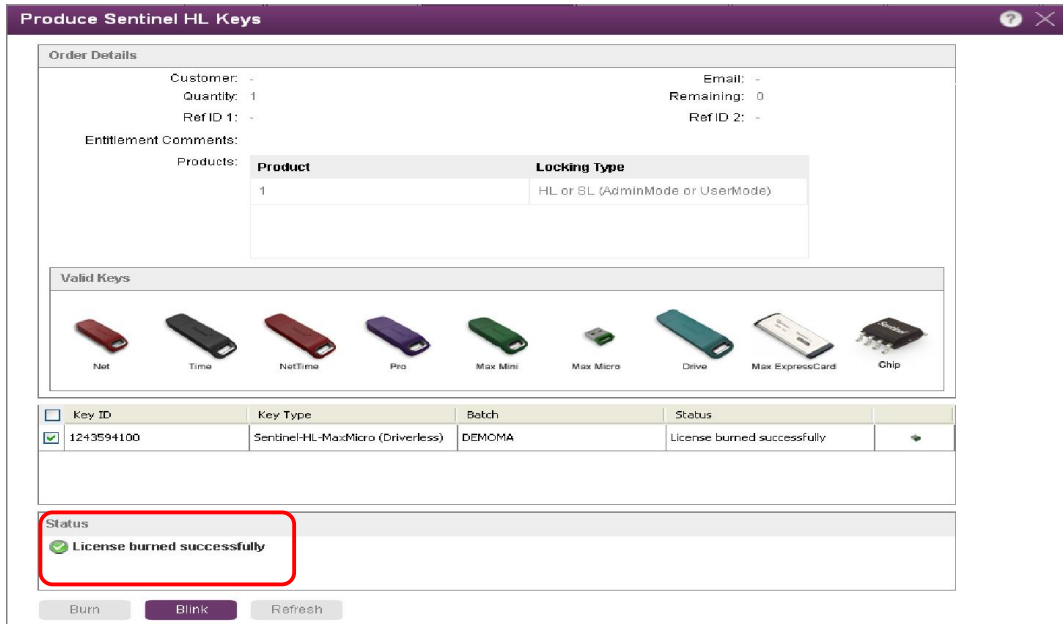 Produce Sentinel HL Keys
?
Order Details
Customer: - Email: -
Quantity: 1 Remaining: 0
Ref ID 1: - Ref ID 2: -
Entitlement Comments:
Products: Product Locking Type
1 HL or SL (AdminMode or UserMode)
Valid Keys
Sentinel
Net Time NetTime Pro Max Mini Max Micro Drive Max ExpressCard Chip
Key ID Key Type Batch Status
1243594100 Sentinel-HL-MaxMicro (Driverless) DEMOMA License burned successfully
Status
License burned successfully
Burn Blink Refresh